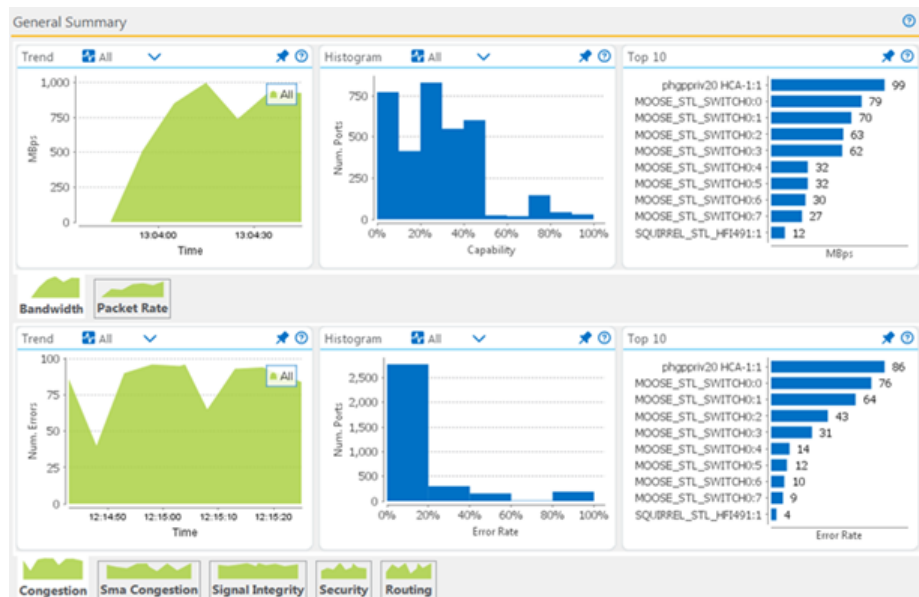 General Summary
Trend All
1,000
750
500
250
0
MBps
All
13:04:00 13:04:30
Time
Histogram All
750
500
250
0
Num. Ports
0% 20% 40% 60% 80% 100%
Capability
Top 10
phgppriv20 HCA-1:1 99
MOOSE_STL_SWITCH0:0 79
MOOSE_STL_SWITCH0:1 70
MOOSE_STL_SWITCH0:2 63
MOOSE_STL_SWITCH0:3 62
MOOSE_STL_SWITCH0:4 32
MOOSE_STL_SWITCH0:5 32
MOOSE_STL_SWITCH0:6 30
MOOSE_STL_SWITCH0:7 27
SQUIRREL_STL_HFI491:1 12
MBps
Bandwidth Packet Rate
Trend All
100
75
50
25
0
Num. Errors
All
12:14:50 12:15:00 12:15:10 12:15:20
Time
Histogram All
2,500
2,000
1,500
1,000
500
0
Num. Ports
0% 20% 40% 60% 80% 100%
Error Rate
Top 10
phgppriv20 HCA-1:1 86
MOOSE_STL_SWITCH0:0 76
MOOSE_STL_SWITCH0:1 64
MOOSE_STL_SWITCH0:2 43
MOOSE_STL_SWITCH0:3 31
MOOSE_STL_SWITCH0:4 14
MOOSE_STL_SWITCH0:5 12
MOOSE_STL_SWITCH0:6 10
MOOSE_STL_SWITCH0:7 9
SQUIRREL_STL_HFI491:1 4
Error Rate
Congestion Sma Congestion Signal Integrity Security Routing